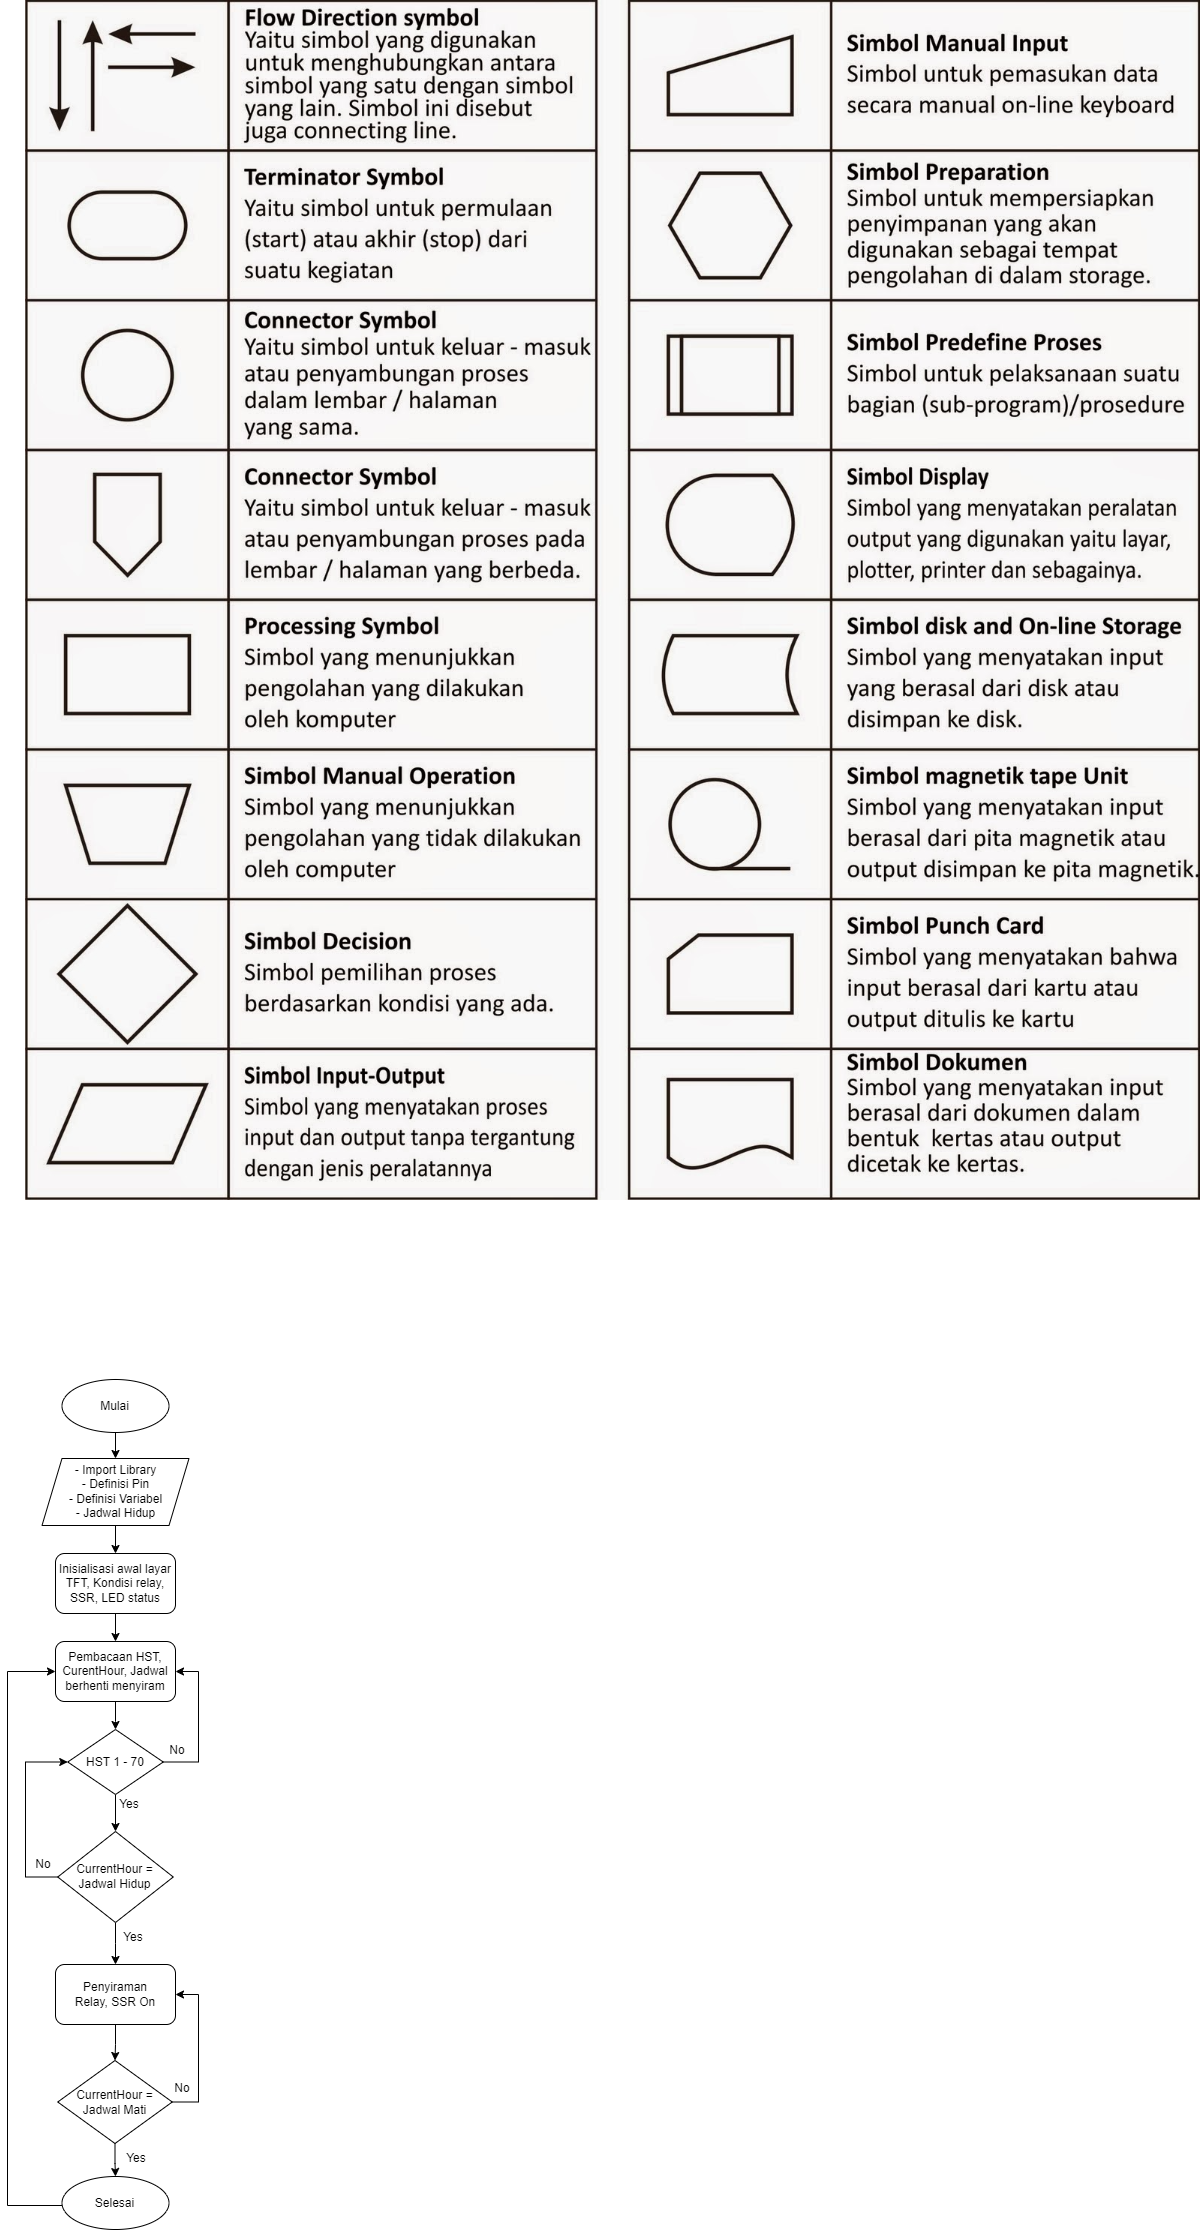 Flow Direction symbol
Yaitu simbol yang digunakan
untuk menghubungkan antara
simbol yang satu dengan simbol
yang lain. Simbol ini disebut
juga connecting line.
Terminator Symbol
Yaitu simbol untuk permulaan
(start) atau akhir (stop) dari
suatu kegiatan
Connector Symbol
Yaitu simbol untuk keluar - masuk
atau penyambungan proses
dalam lembar / halaman
yang sama.
Connector Symbol
Yaitu simbol untuk keluar - masuk
atau penyambungan proses pada
lembar / halaman yang berbeda.
Processing Symbol
Simbol yang menunjukkan
pengolahan yang dilakukan
oleh komputer
Simbol Manual Operation
Simbol yang menunjukkan
pengolahan yang tidak dilakukan
oleh computer
Simbol Decision
Simbol pemilihan proses
berdasarkan kondisi yang ada.
Simbol Input-Output
Simbol yang menyatakan proses
input dan output tanpa tergantung
dengan jenis peralatannya
Simbol Manual Input
Simbol untuk pemasukan data
secara manual on-line keyboard
Simbol Preparation
Simbol untuk mempersiapkan
penyimpanan yang akan
digunakan sebagai tempat
pengolahan di dalam storage.
Simbol Predefine Proses
Simbol untuk pelaksanaan suatu
bagian (sub-program)/prosedure
Simbol Display
Simbol yang menyatakan peralatan
output yang digunakan yaitu layar,
plotter, printer dan sebagainya.
Simbol disk and On-line Storage
Simbol yang menyatakan input
yang berasal dari disk atau
disimpan ke disk.
Simbol magnetik tape Unit
Simbol yang menyatakan input
berasal dari pita magnetik atau
output disimpan ke pita magnetik.
Simbol Punch Card
Simbol yang menyatakan bahwa
input berasal dari kartu atau
output ditulis ke kartu
Simbol Dokumen
Simbol yang menyatakan input
berasal dari dokumen dalam
bentuk  kertas atau output
dicetak ke kertas.
Mulai
- Import Library
- Definisi Pin
- Definisi Variabel
- Jadwal Hidup
Inisialisasi awal layar
TFT, Kondisi relay,
SSR, LED status
Pembacaan HST,
CurentHour, Jadwal
berhenti menyiram
HST 1 - 70
No
Yes
CurrentHour =
Jadwal Hidup
No
Yes
Penyiraman
Relay, SSR On
CurrentHour =
Jadwal Mati
No
Yes
Selesai